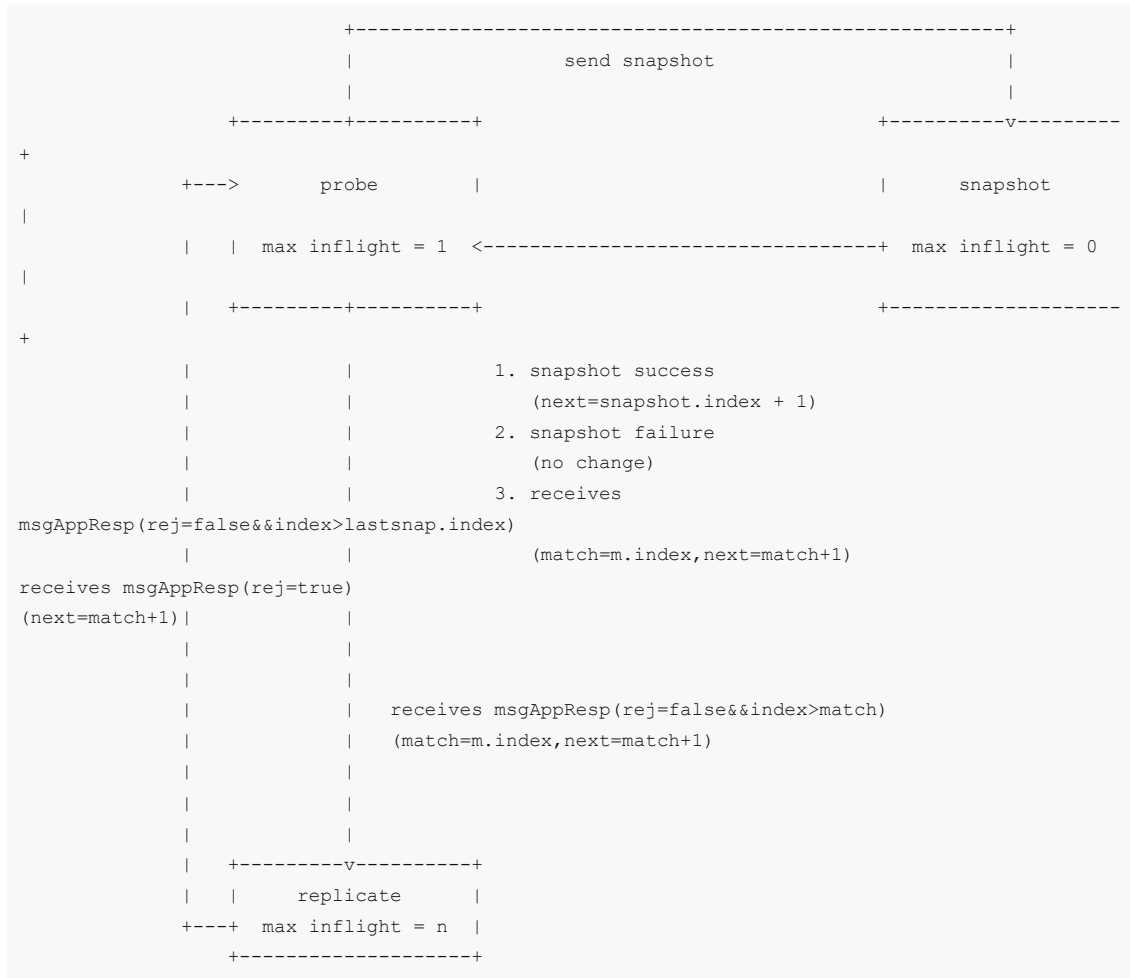 +--------------------------------------------------------+
                             |                  send snapshot                         |
                             |                                                        |
                   +---------+----------+                                  +----------v---------
+
               +--->       probe        |                                  |      snapshot
|
               |   |  max inflight = 1  <----------------------------------+  max inflight = 0
|
               |   +---------+----------+                                  +--------------------
+
               |             |            1. snapshot success
               |             |               (next=snapshot.index + 1)
               |             |            2. snapshot failure
               |             |               (no change)
               |             |            3. receives
msgAppResp(rej=false&&index>lastsnap.index)
               |             |               (match=m.index,next=match+1)
receives msgAppResp(rej=true)
(next=match+1)|             |
               |             |
               |             |
               |             |   receives msgAppResp(rej=false&&index>match)
               |             |   (match=m.index,next=match+1)
               |             |
               |             |
               |             |
               |   +---------v----------+
               |   |     replicate      |
               +---+  max inflight = n  |
                   +--------------------+